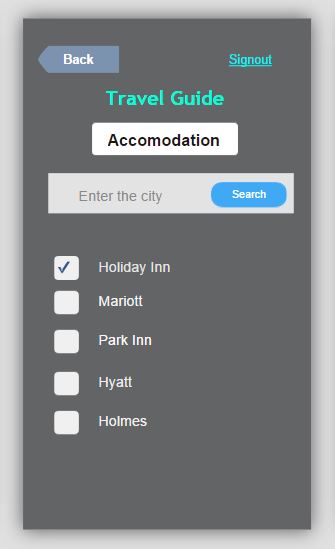 Back
Signout
Travel Guide
Accomodation
Enter the city
Search
Holiday Inn
Mariott
Park Inn
Hyatt
Holmes